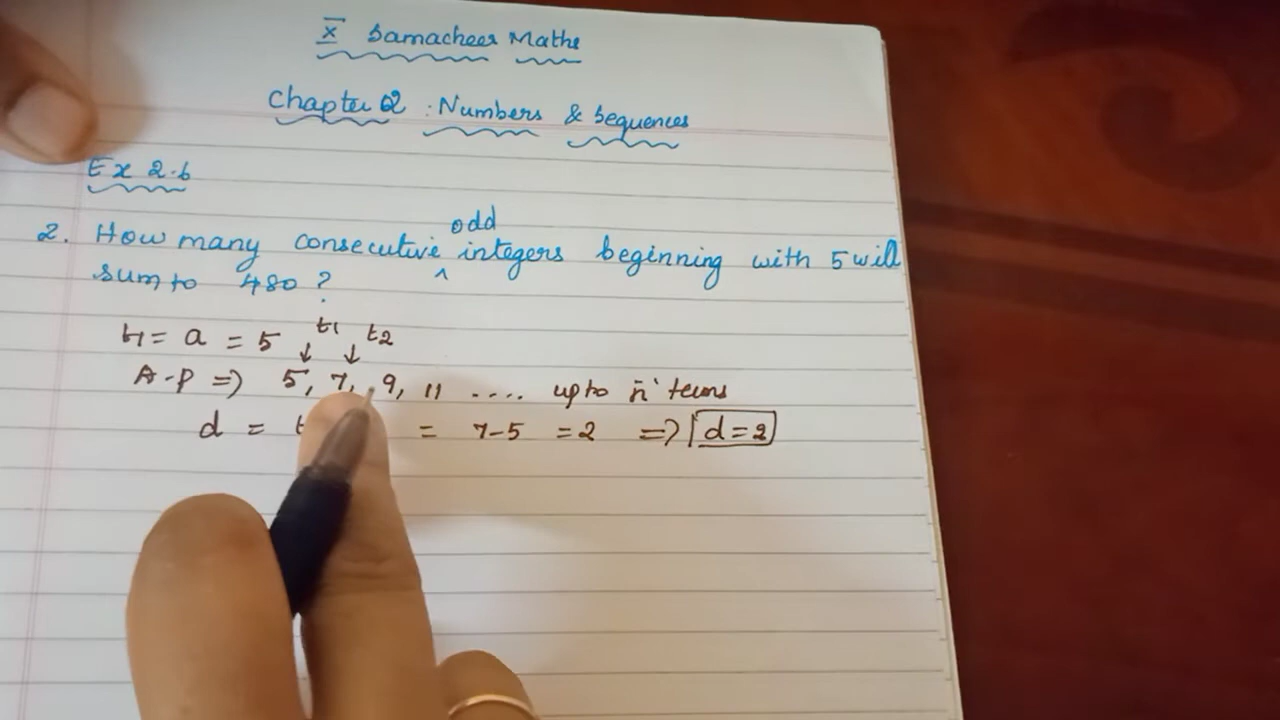 X Samacheer Maths
Chapter 2 : Numbers & Sequences
Ex 2.6
odd
2. How many consecutive ^ integers beginning with 5 will
sum to 480 ?
t1 = a = 5 t1 t2
↓ ↓
A.P => 5, 7, 9, 11 .... upto 'n' terms
d = t = 7-5 = 2 => d = 2